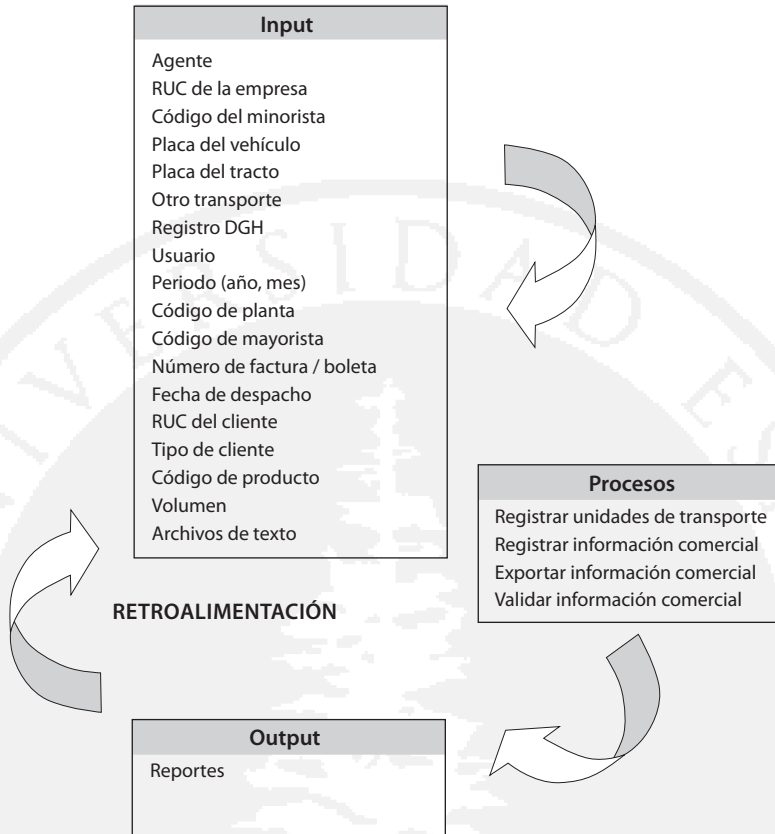 Input
Agente
RUC de la empresa
Código del minorista
Placa del vehículo
Placa del tracto
Otro transporte
Registro DGH
Usuario
Periodo (año, mes)
Código de planta
Código de mayorista
Número de factura / boleta
Fecha de despacho
RUC del cliente
Tipo de cliente
Código de producto
Volumen
Archivos de texto
Procesos
Registrar unidades de transporte
Registrar información comercial
Exportar información comercial
Validar información comercial
RETROALIMENTACIÓN
Output
Reportes